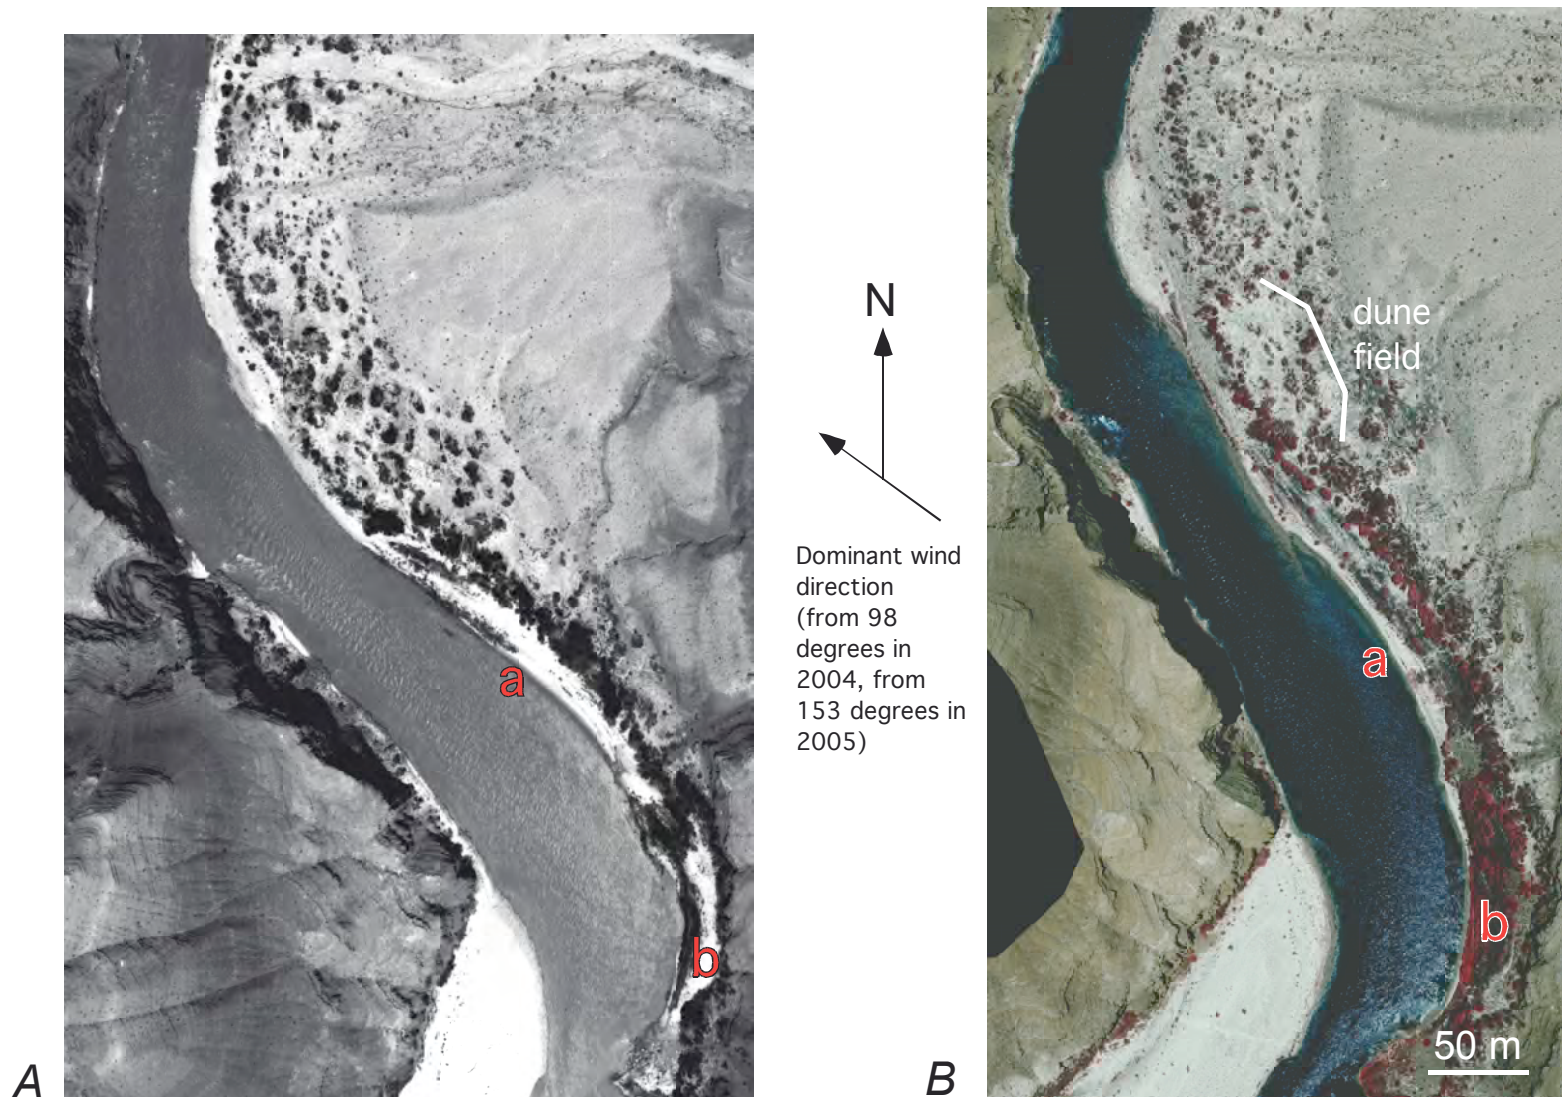 N
Dominant wind
direction
(from 98
degrees in
2004, from
153 degrees in
2005)
a
b
A
dune
field
a
b
50 m
B